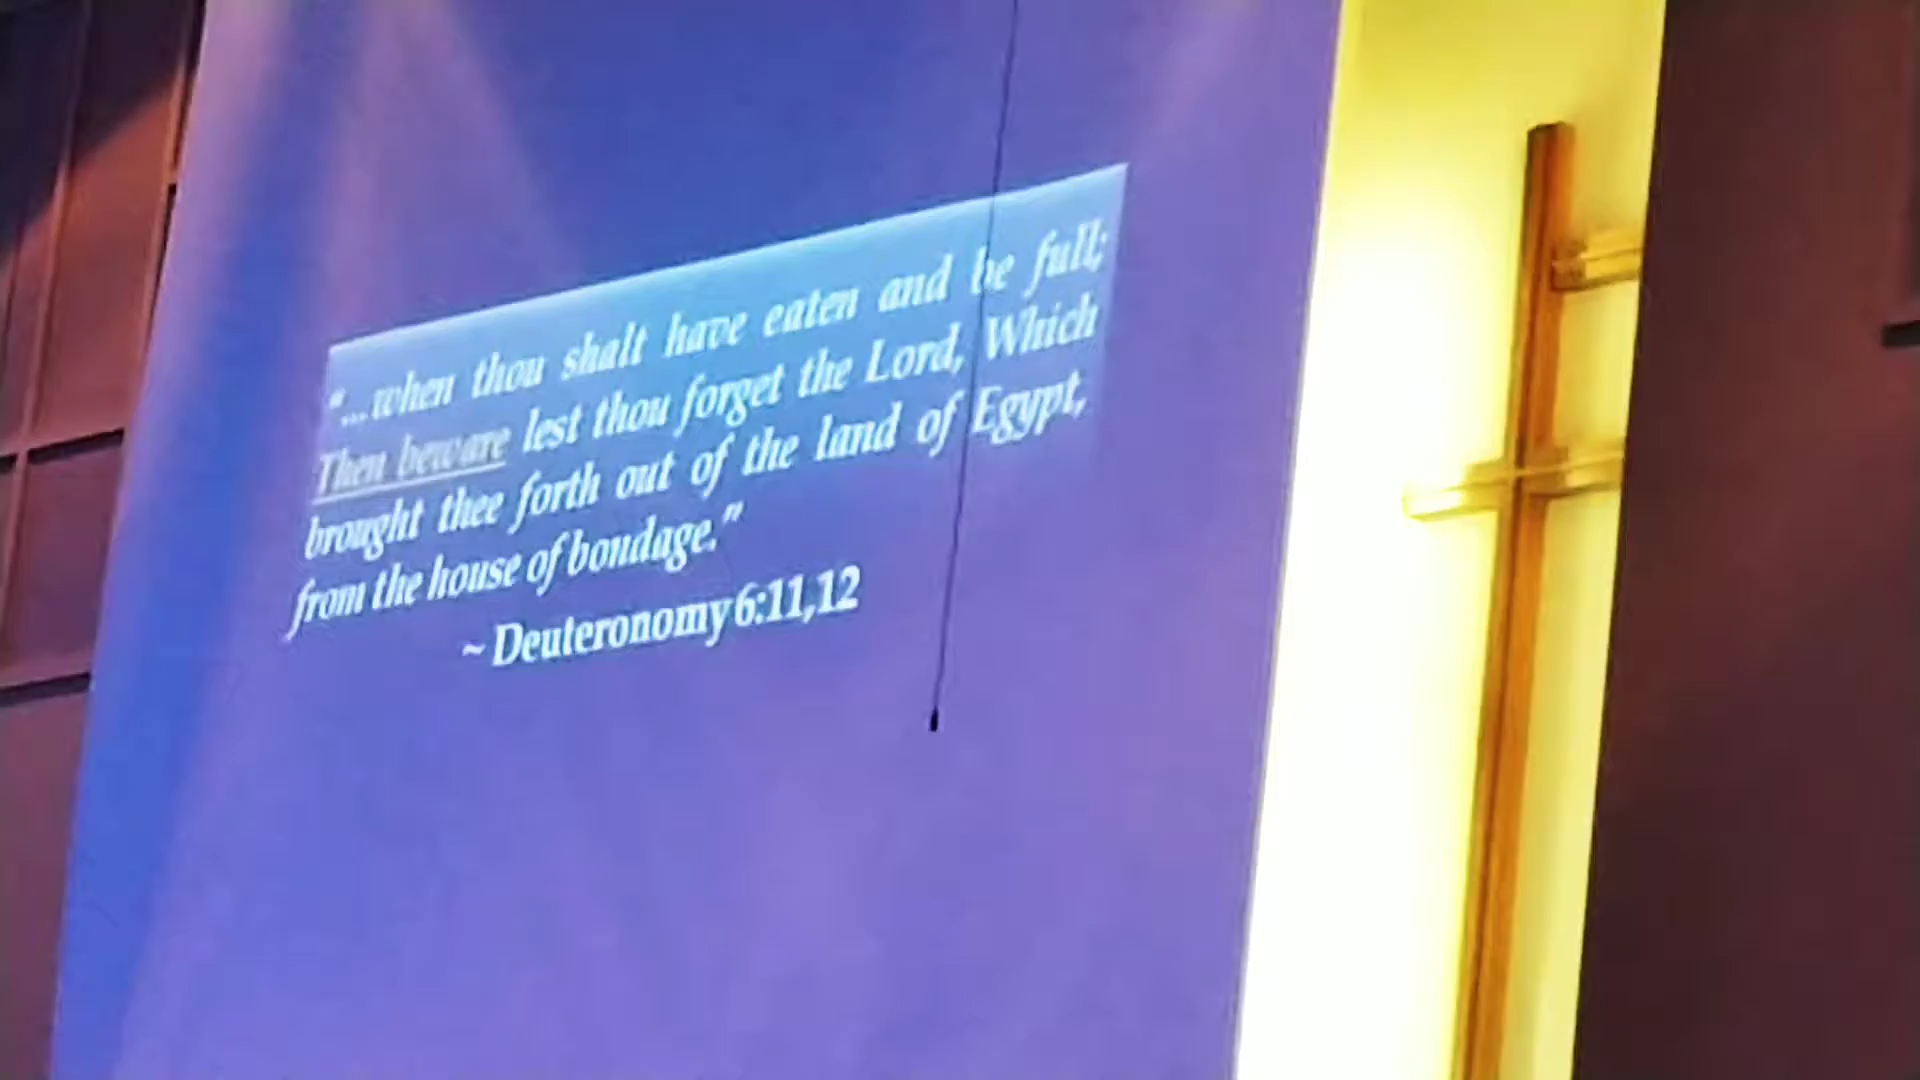 "...when thou shalt have eaten and be full;
Then beware lest thou forget the Lord, Which
brought thee forth out of the land of Egypt,
from the house of bondage."
~ Deuteronomy 6:11,12